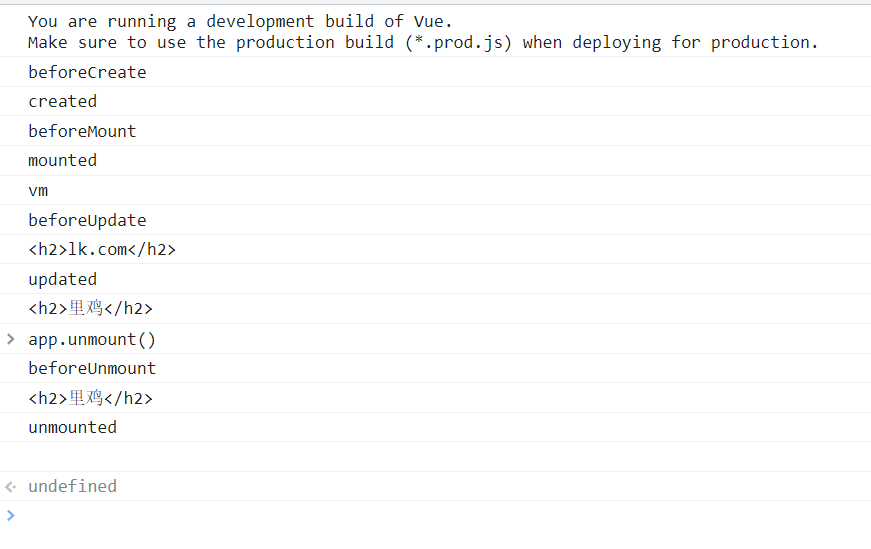 You are running a development build of Vue.
Make sure to use the production build (*.prod.js) when deploying for production.
beforeCreate
created
beforeMount
mounted
vm
beforeUpdate
<h2>lk.com</h2>
updated
<h2>里鸡</h2>
> app.unmount()
beforeUnmount
<h2>里鸡</h2>
unmounted
undefined